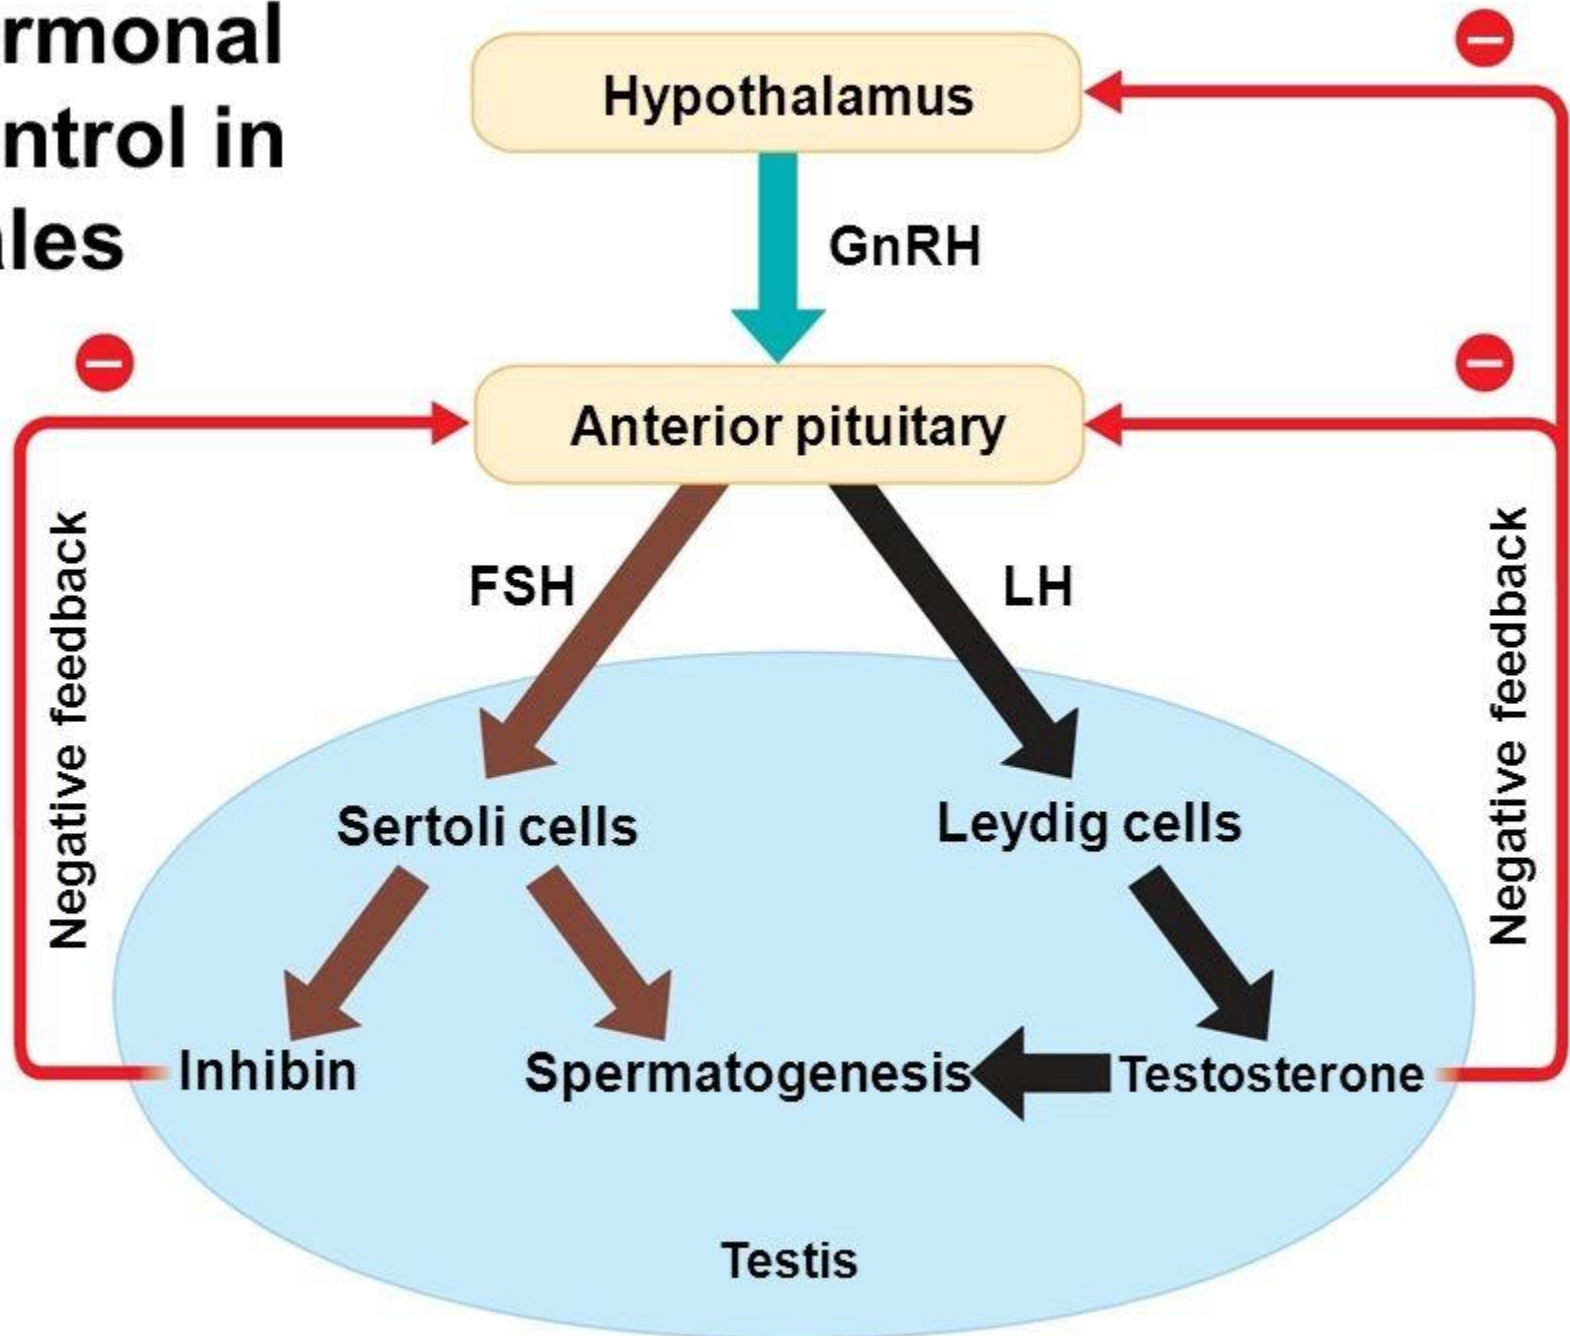 rmonal
ntrol in
ales
Hypothalamus
GnRH
Anterior pituitary
Negative feedback
FSH
LH
Negative feedback
Sertoli cells
Leydig cells
Inhibin
Spermatogenesis
Testosterone
Testis